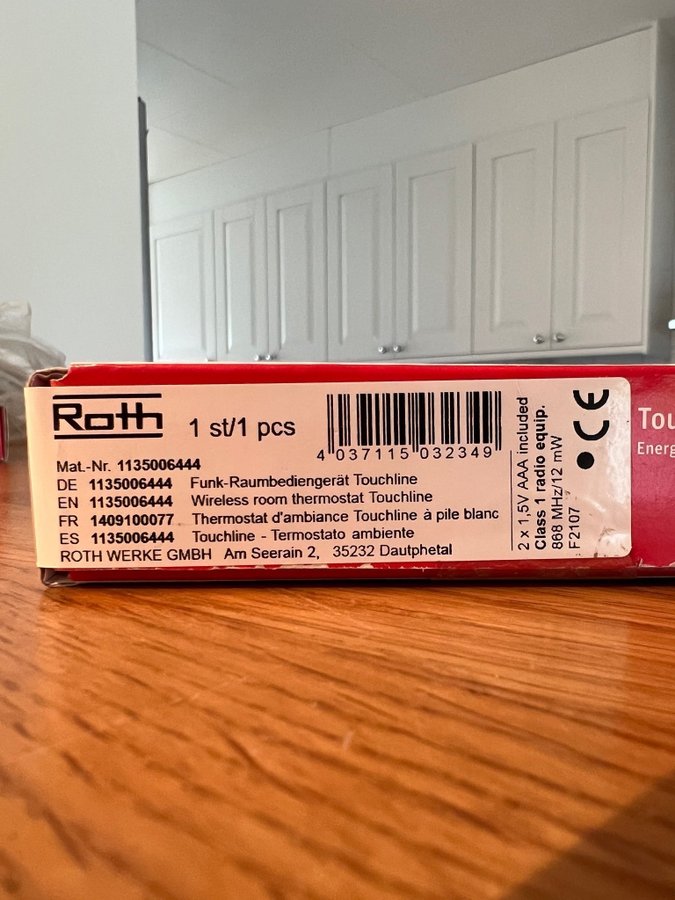 Roth
1 st/1 pcs
4 037115 032349
Mat.-Nr. 1135006444
DE 1135006444 Funk-Raumbediengerät Touchline
EN 1135006444 Wireless room thermostat Touchline
FR 1409100077 Thermostat d'ambiance Touchline à pile blanc
ES 1135006444 Touchline - Termostato ambiente
ROTH WERKE GMBH Am Seerain 2, 35232 Dautphetal
2 x 1,5V AAA included
Class 1 radio equip.
868 MHz/12 mW
F2107
CE